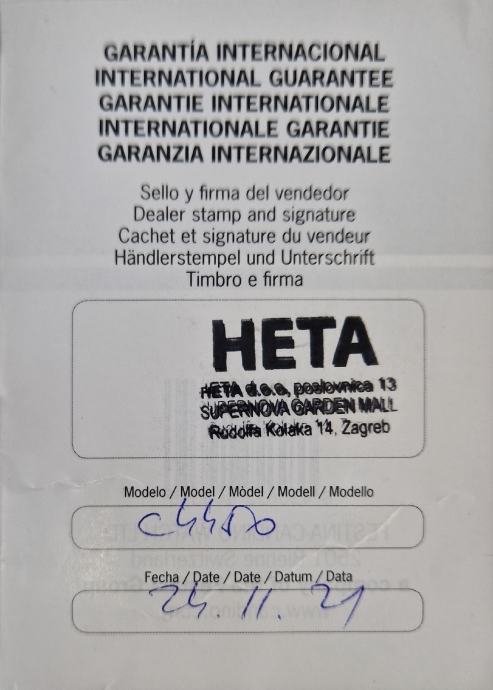 GARANTÍA INTERNACIONAL
INTERNATIONAL GUARANTEE
GARANTIE INTERNATIONALE
INTERNATIONALE GARANTIE
GARANZIA INTERNAZIONALE
Sello y firma del vendedor
Dealer stamp and signature
Cachet et signature du vendeur
Händlerstempel und Unterschrift
Timbro e firma
HETA
HETA d.o.o, poslovnica 13
SUPERNOVA GARDEN MALL
Rudolfa Kolaka 14, Zagreb
Modelo / Model / Mòdel / Modell / Modello
C4450
Fecha / Date / Date / Datum / Data
24. 11. 21